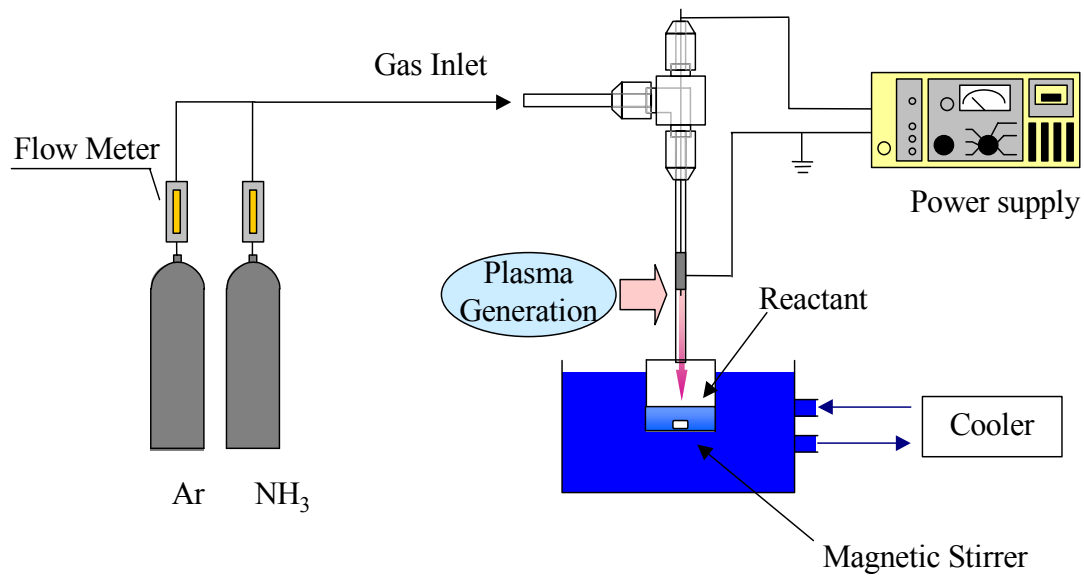 Gas Inlet
Flow Meter
Power supply
Plasma
Generation
Reactant
Cooler
Ar
NH₃
Magnetic Stirrer